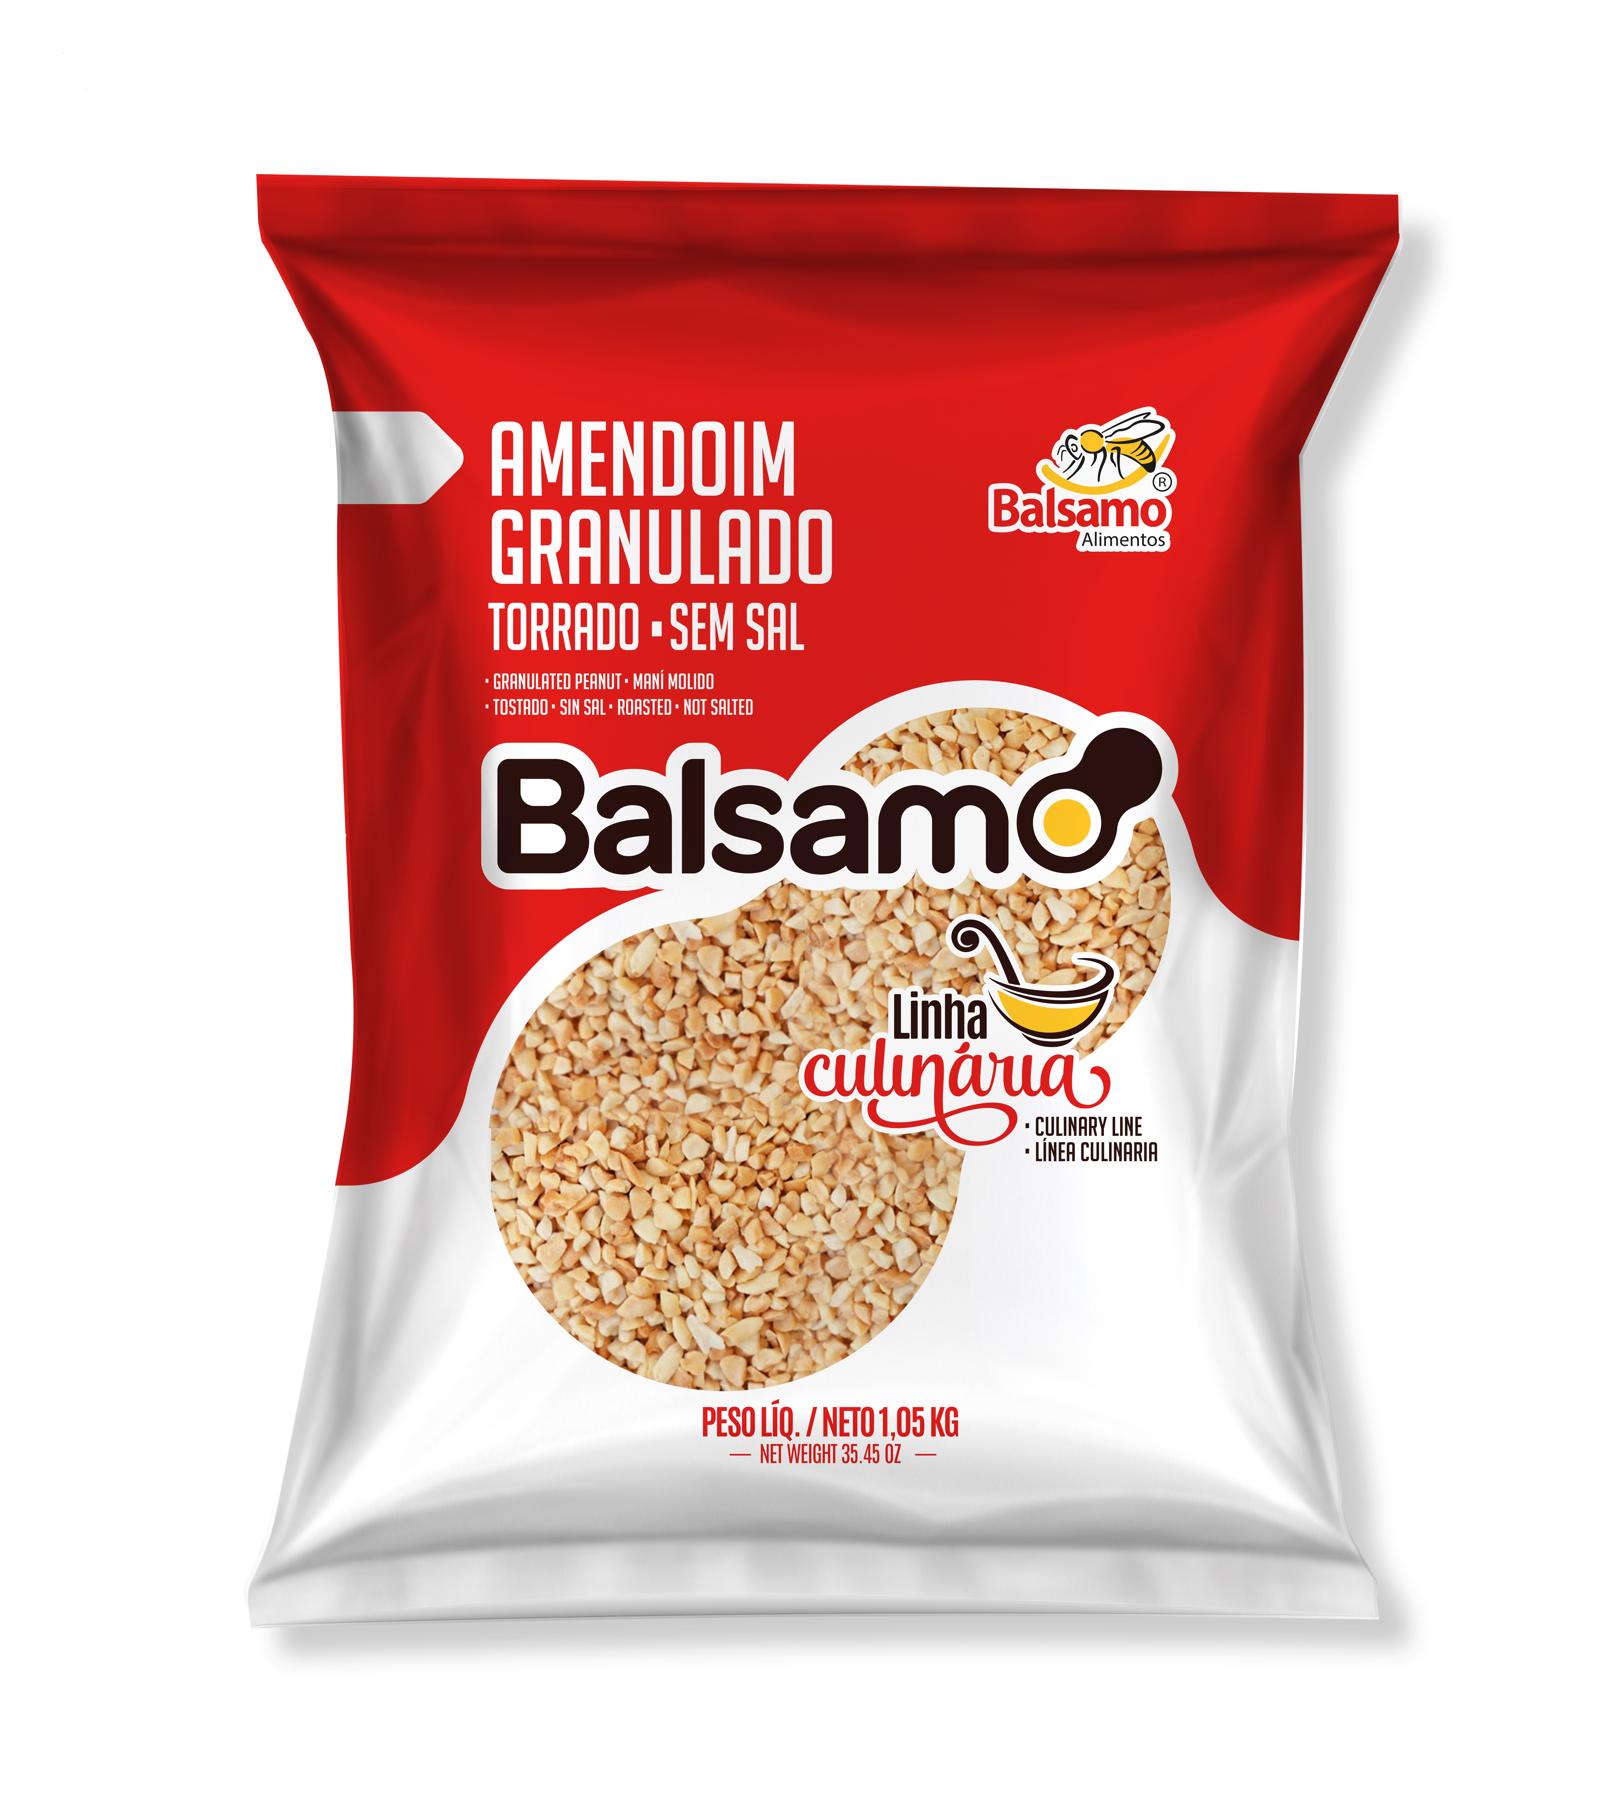 AMENDOIM
GRANULADO
TORRADO ▪ SEM SAL
• GRANULATED PEANUT • MANÍ MOLIDO
• TOSTADO • SIN SAL • ROASTED • NOT SALTED
Balsamo
®
Alimentos
Balsamo
Linha
culinária
• CULINARY LINE
• LÍNEA CULINARIA
PESO LÍQ. / NETO 1,05 KG
— NET WEIGHT 35.45 OZ —